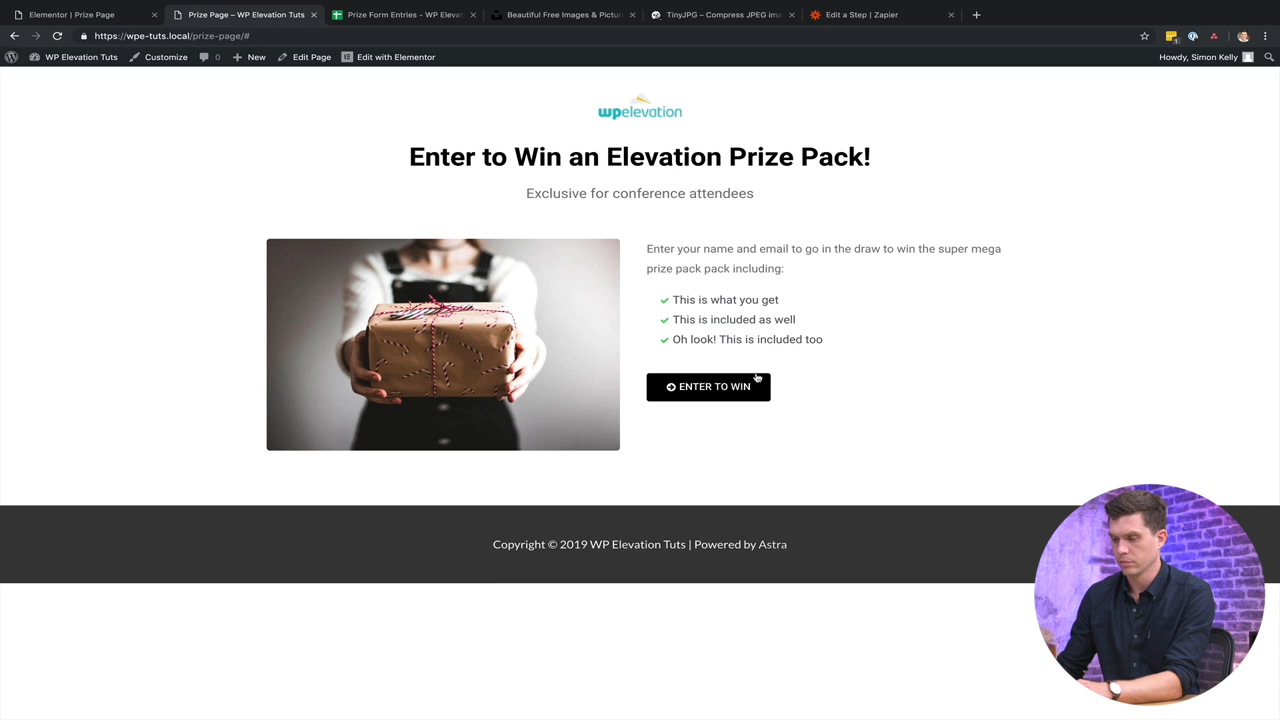 Elementor | Prize Page
Prize Page – WP Elevation Tuts
Prize Form Entries - WP Eleva
Beautiful Free Images & Pictur
TinyJPG – Compress JPEG ima
Edit a Step | Zapier
https://wpe-tuts.local/prize-page/#
WP Elevation Tuts
Customize
0
New
Edit Page
Edit with Elementor
Howdy, Simon Kelly
wpelevation
Enter to Win an Elevation Prize Pack!
Exclusive for conference attendees
Enter your name and email to go in the draw to win the super mega
prize pack pack including:
This is what you get
This is included as well
Oh look! This is included too
ENTER TO WIN
Copyright © 2019 WP Elevation Tuts | Powered by Astra